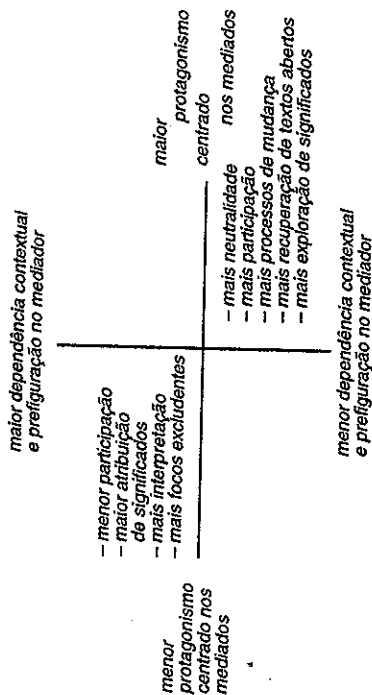 maior dependência contextual
e prefiguração no mediador
– menor participação
– maior atribuição
de significados
– mais interpretação
– mais focos excludentes
menor
protagonismo
centrado nos
mediados
maior
protagonismo
centrado
nos mediados
– mais neutralidade
– mais participação
– mais processos de mudança
– mais recuperação de textos abertos
– mais exploração de significados
menor dependência contextual
e prefiguração no mediador